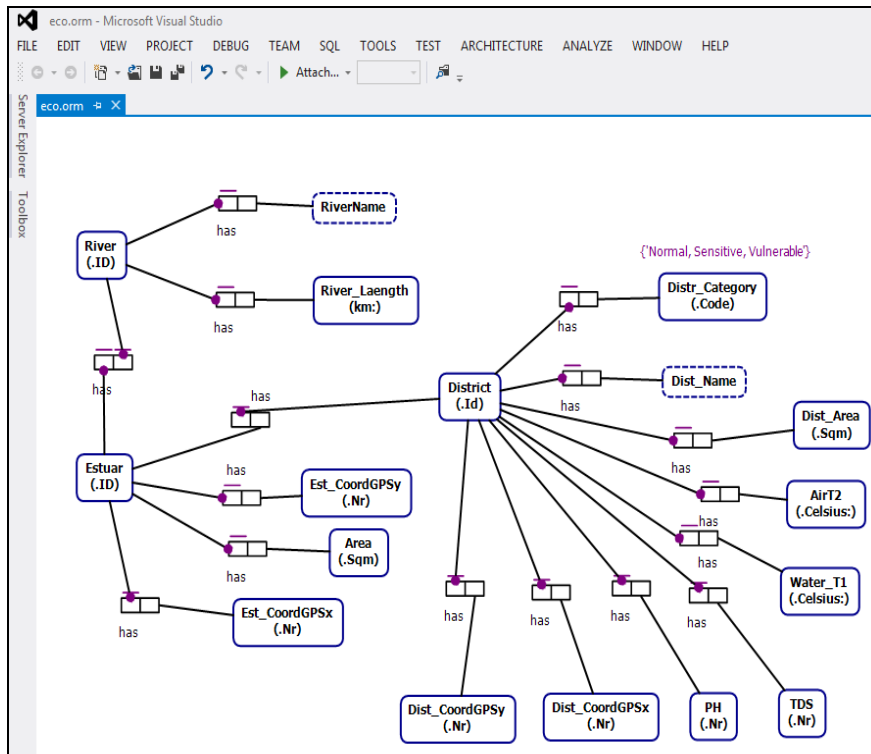 eco.orm - Microsoft Visual Studio
FILE EDIT VIEW PROJECT DEBUG TEAM SQL TOOLS TEST ARCHITECTURE ANALYZE WINDOW HELP
Attach...
Server Explorer
Toolbox
eco.orm
RiverName
has
River
(.ID)
{'Normal, Sensitive, Vulnerable'}
River_Laength
(km:)
has
Distr_Category
(.Code)
has
has
has
District
(.Id)
Dist_Name
has
Dist_Area
(.Sqm)
has
Estuar
(.ID)
has
Est_CoordGPSy
(.Nr)
AirT2
(.Celsius:)
has
Area
(.Sqm)
has
Water_T1
(.Celsius:)
has
Est_CoordGPSx
(.Nr)
has
has
has
has
has
Dist_CoordGPSy
(.Nr)
Dist_CoordGPSx
(.Nr)
PH
(.Nr)
TDS
(.Nr)